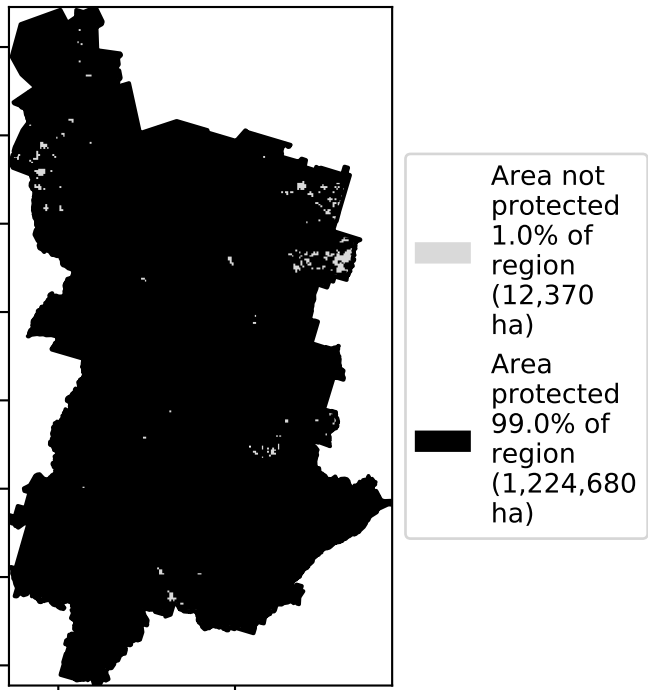 Area not
protected
1.0% of
region
(12,370
ha)
Area
protected
99.0% of
region
(1,224,680
ha)